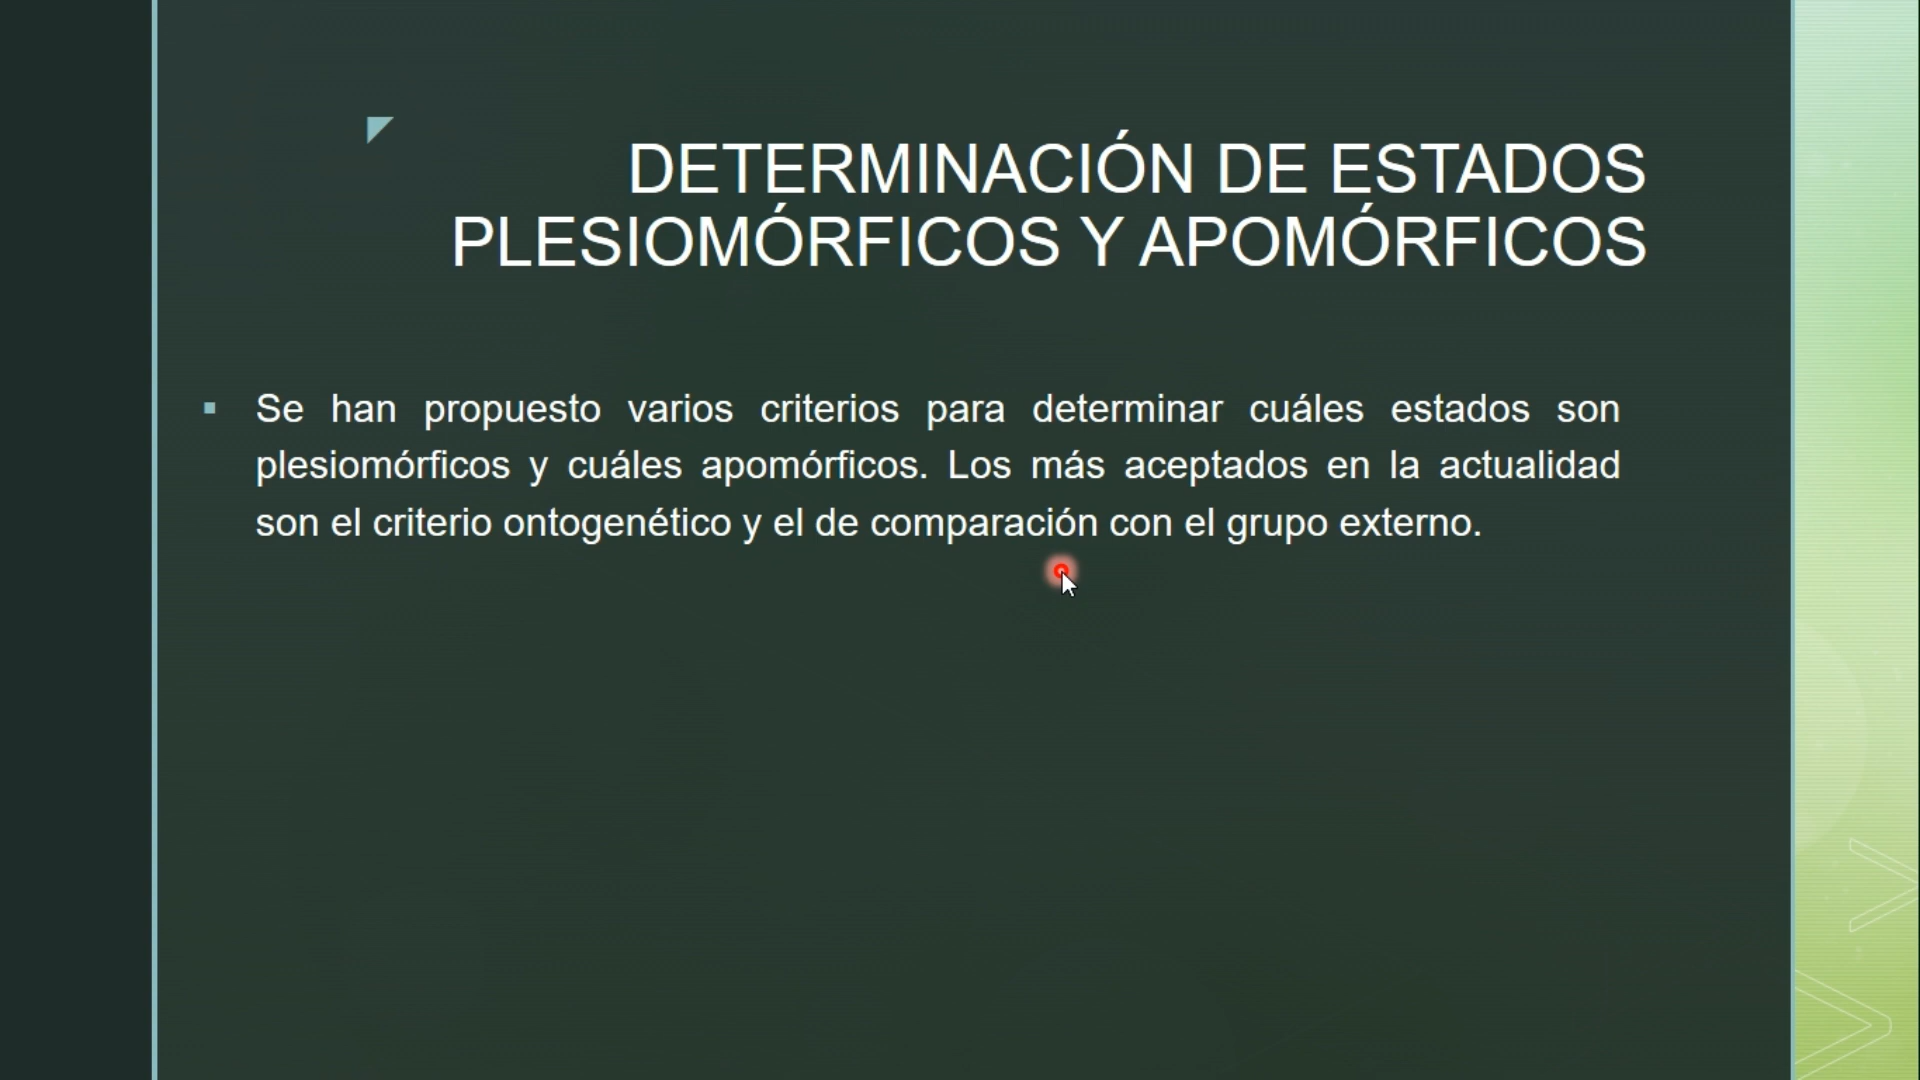 DETERMINACIÓN DE ESTADOS
PLESIOMÓRFICOS Y APOMÓRFICOS
Se han propuesto varios criterios para determinar cuáles estados son
plesiomórficos y cuáles apomórficos. Los más aceptados en la actualidad
son el criterio ontogenético y el de comparación con el grupo externo.